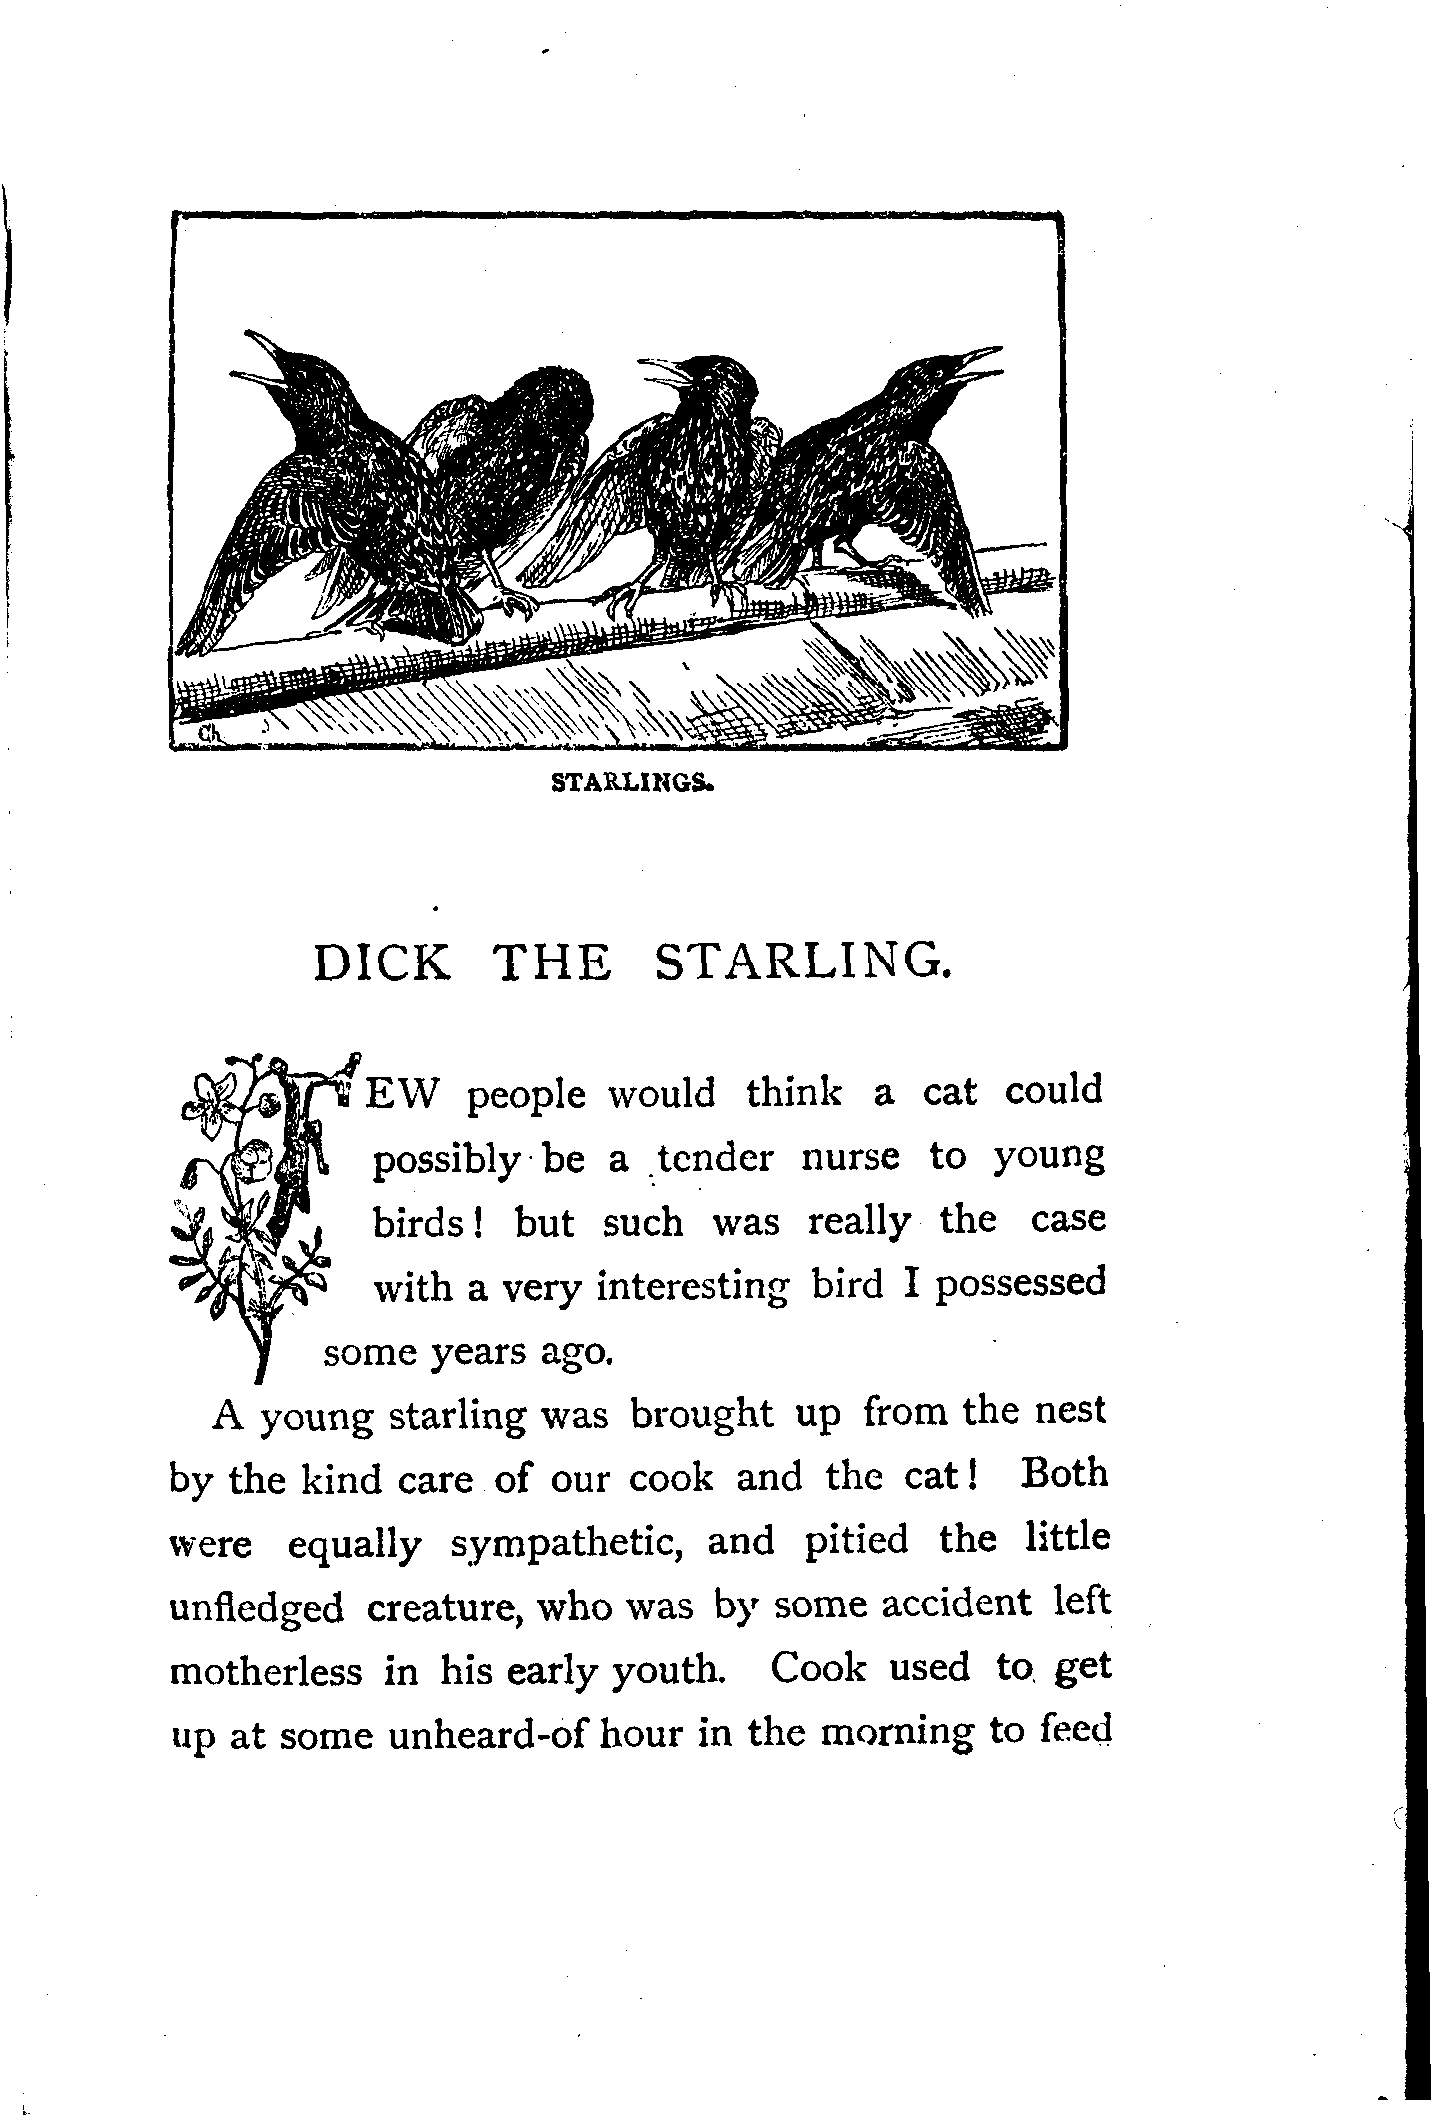 Ch
STARLINGS.
DICK THE STARLING.
FEW people would think a cat could
possibly be a tender nurse to young
birds! but such was really the case
with a very interesting bird I possessed
some years ago.
A young starling was brought up from the nest
by the kind care of our cook and the cat! Both
were equally sympathetic, and pitied the little
unfledged creature, who was by some accident left
motherless in his early youth. Cook used to get
up at some unheard-of hour in the morning to feed